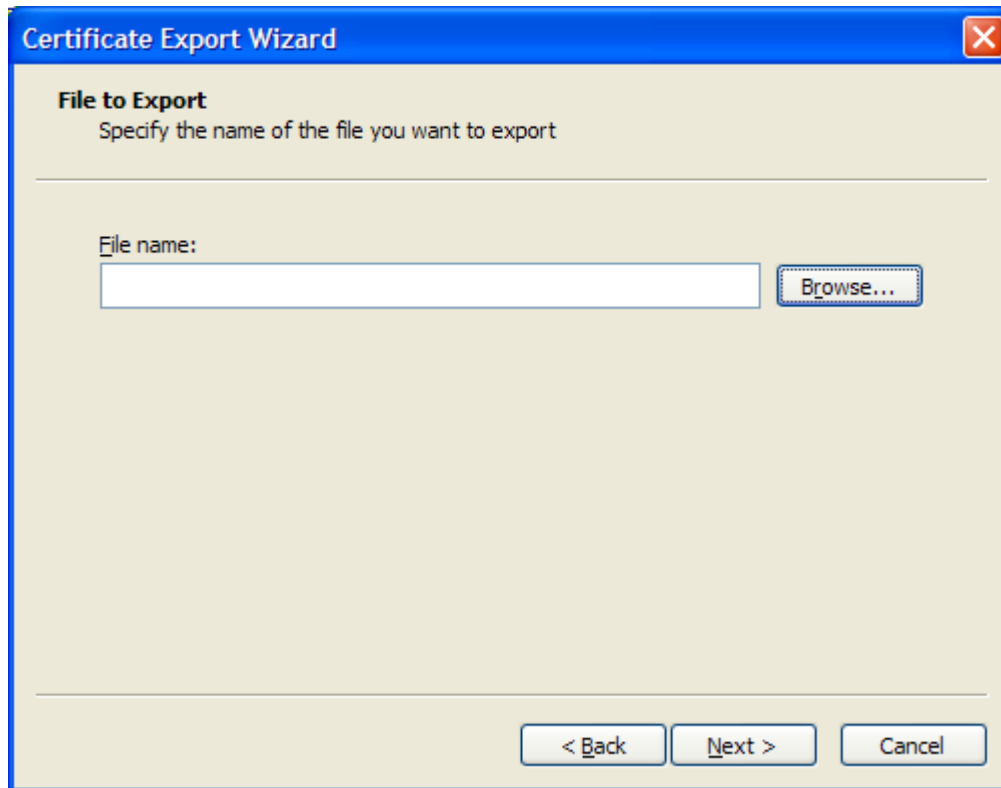 Certificate Export Wizard
File to Export
Specify the name of the file you want to export
File name:
Browse...
< Back
Next >
Cancel